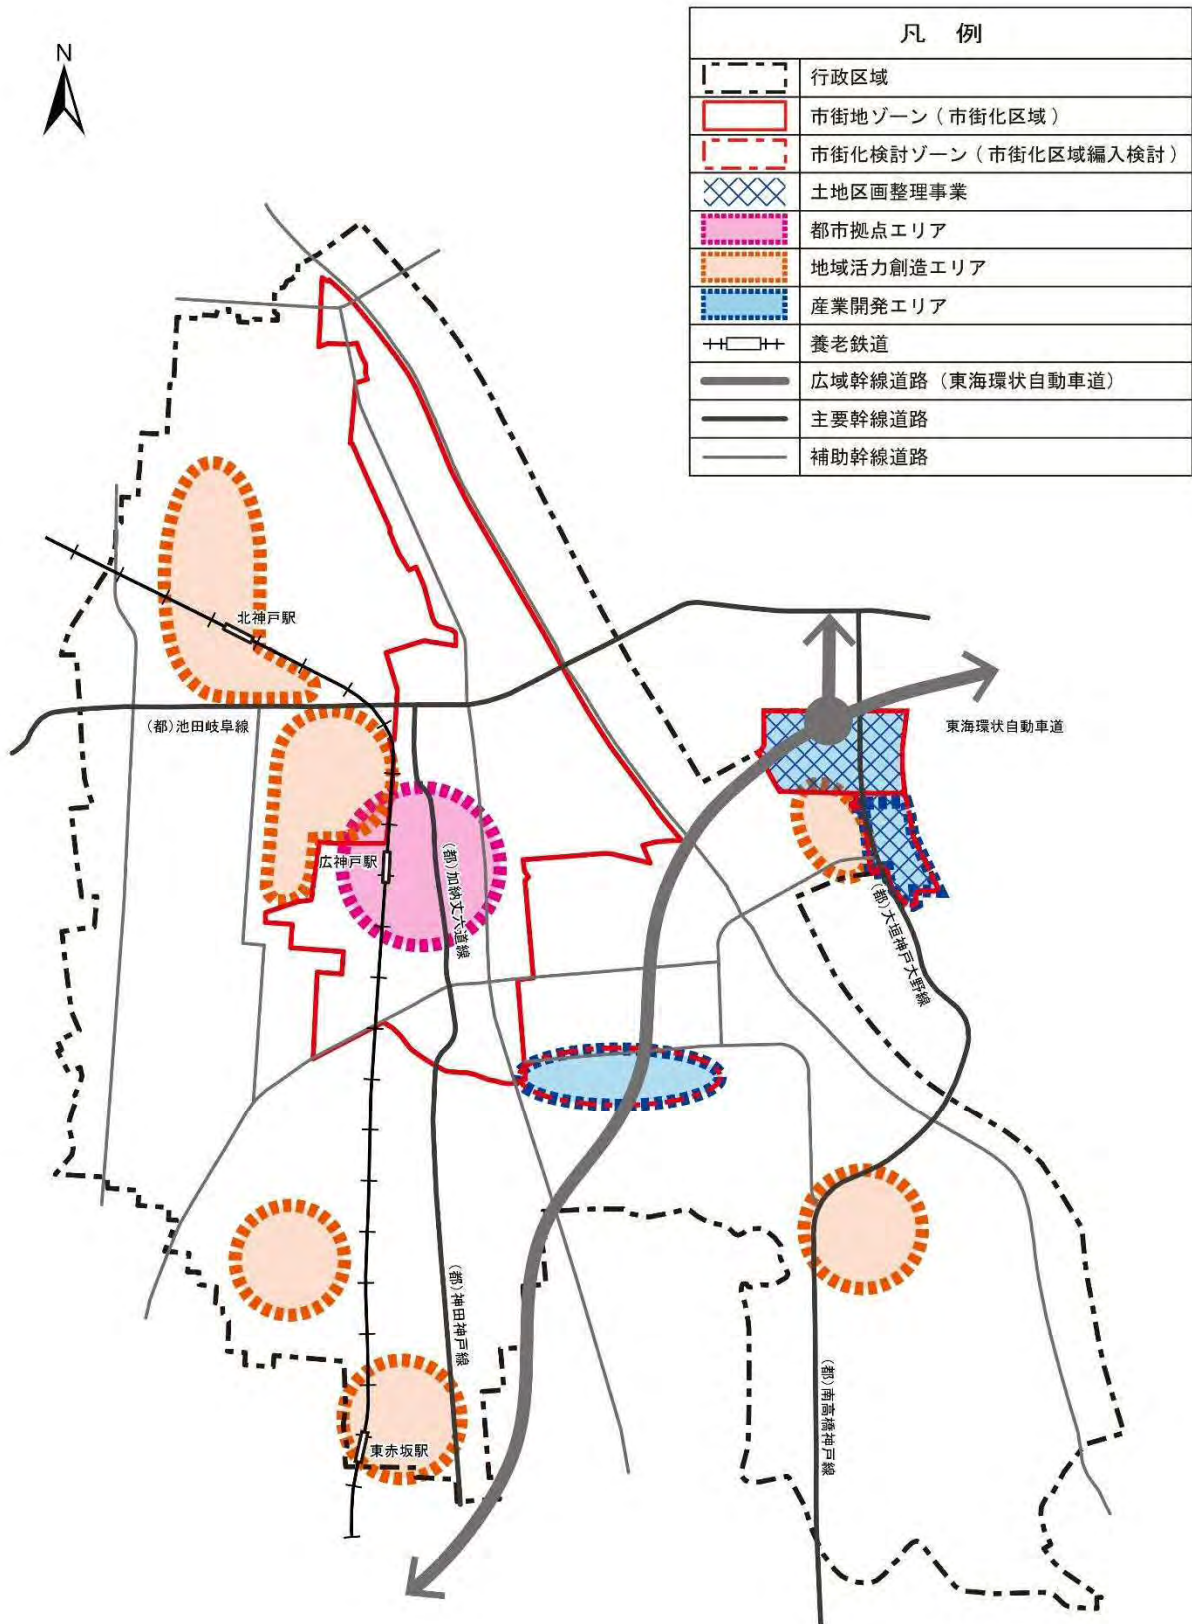 N
凡 例
行政区域
市街地ゾーン（市街化区域）
市街化検討ゾーン（市街化区域編入検討）
土地区画整理事業
都市拠点エリア
地域活力創造エリア
産業開発エリア
養老鉄道
広域幹線道路（東海環状自動車道）
主要幹線道路
補助幹線道路
北神戸駅
(都)池田岐阜線
東海環状自動車道
広神戸駅
(都)加納丈六道線
(都)大垣神戸大野線
(都)神田神戸線
(都)南高橋神戸線
東赤坂駅